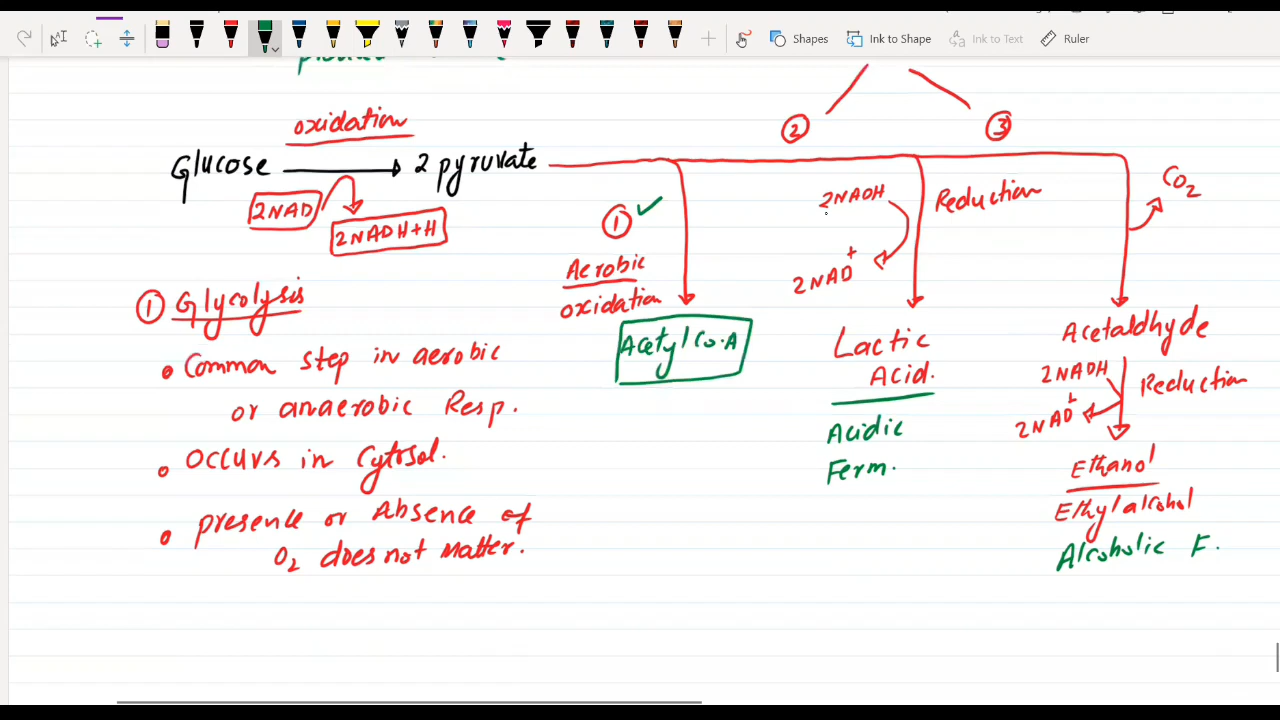 Shapes
Ink to Shape
Ink to Text
Ruler
oxidation
Glucose → 2 pyruvate
2NAD
2NADH+H
② ③
① ✓
Aerobic
oxidation
Acetyl Co.A
2NADH
2NAD+
Reduction
Lactic
Acid.
Acidic
Ferm.
CO2
Acetaldhyde
2NADH
2NAD+
Reduction
Ethanol
Ethylalcohol
Alcoholic F.
① Glycolysis
• Common step in aerobic
or anaerobic Resp.
• occurs in Cytosol.
• presence or Absence of
O2 does not Matter.